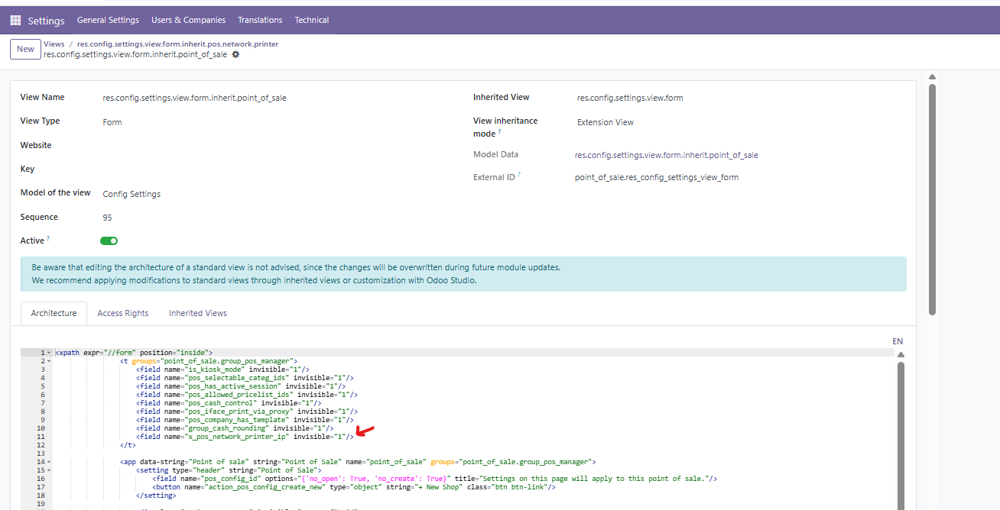 Settings General Settings Users & Companies Translations Technical
New Views / res.config.settings.view.form.inherit.pos.network.printer
res.config.settings.view.form.inherit.point_of_sale
View Name res.config.settings.view.form.inherit.point_of_sale Inherited View res.config.settings.view.form
View Type Form View inheritance mode ? Extension View
Website
Model Data res.config.settings.view.form.inherit.point_of_sale
Key
External ID ? point_of_sale.res_config_settings_view_form
Model of the view Config Settings
Sequence 95
Active ?
Be aware that editing the architecture of a standard view is not advised, since the changes will be overwritten during future module updates.
We recommend applying modifications to standard views through inherited views or customization with Odoo Studio.
Architecture Access Rights Inherited Views
EN
1 <xpath expr="//form" position="inside">
2 <t groups="point_of_sale.group_pos_manager">
3 <field name="is_kiosk_mode" invisible="1"/>
4 <field name="pos_selectable_categ_ids" invisible="1"/>
5 <field name="pos_has_active_session" invisible="1"/>
6 <field name="pos_allowed_pricelist_ids" invisible="1"/>
7 <field name="pos_cash_control" invisible="1"/>
8 <field name="pos_iface_print_via_proxy" invisible="1"/>
9 <field name="pos_company_has_template" invisible="1"/>
10 <field name="group_cash_rounding" invisible="1"/>
11 <field name="x_pos_network_printer_ip" invisible="1"/>
12 </t>
13
14 <app data-string="Point of sale" string="Point of Sale" name="point_of_sale" groups="point_of_sale.group_pos_manager">
15 <setting type="header" string="Point of Sale">
16 <field name="pos_config_id" options="{'no_open': True, 'no_create': True}" title="Settings on this page will apply to this point of sale."/>
17 <button name="action_pos_config_create_new" type="object" string="+ New Shop" class="btn btn-link"/>
18 </setting>
19